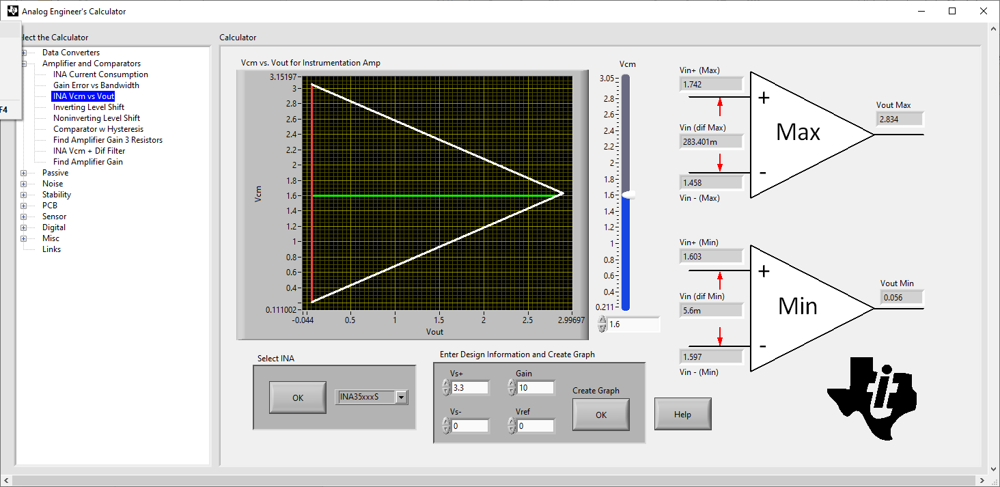 Analog Engineer's Calculator
lect the Calculator
Calculator
F4
Data Converters
Amplifier and Comparators
INA Current Consumption
Gain Error vs Bandwidth
INA Vcm vs Vout
Inverting Level Shift
Noninverting Level Shift
Comparator w Hysteresis
Find Amplifier Gain 3 Resistors
INA Vcm + Dif Filter
Find Amplifier Gain
Passive
Noise
Stability
PCB
Sensor
Digital
Misc
Links
Vcm vs. Vout for Instrumentation Amp
3.15197
3
2.8
2.6
2.4
2.2
2
1.8
1.6
1.4
1.2
1
0.8
0.6
0.4
0.111002
Vcm
-0.044
0.5
1
1.5
2
2.5
2.99697
Vout
Vcm
3.05
2.8
2.6
2.4
2.2
2
1.8
1.6
1.4
1.2
1
0.8
0.6
0.4
0.211
1.6
Vin+ (Max)
1.742
Vin (dif Max)
283.401m
1.458
Vin - (Max)
+
Max
-
Vout Max
2.834
Vin+ (Min)
1.603
Vin (dif Min)
5.6m
1.597
Vin - (Min)
+
Min
-
Vout Min
0.056
Select INA
OK
INA35xxxS
Enter Design Information and Create Graph
Vs+
3.3
Gain
10
Vs-
0
Vref
0
Create Graph
OK
Help
ti